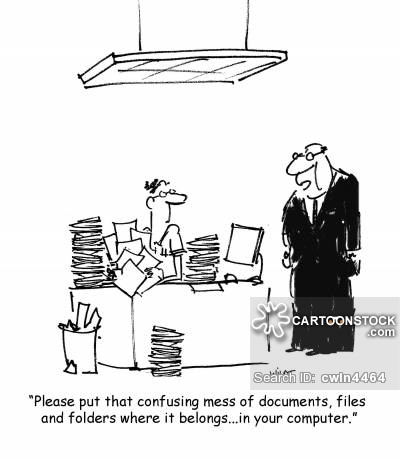 CARTOONSTOCK
.com
Search ID: cwln4464
“Please put that confusing mess of documents, files
and folders where it belongs...in your computer.”